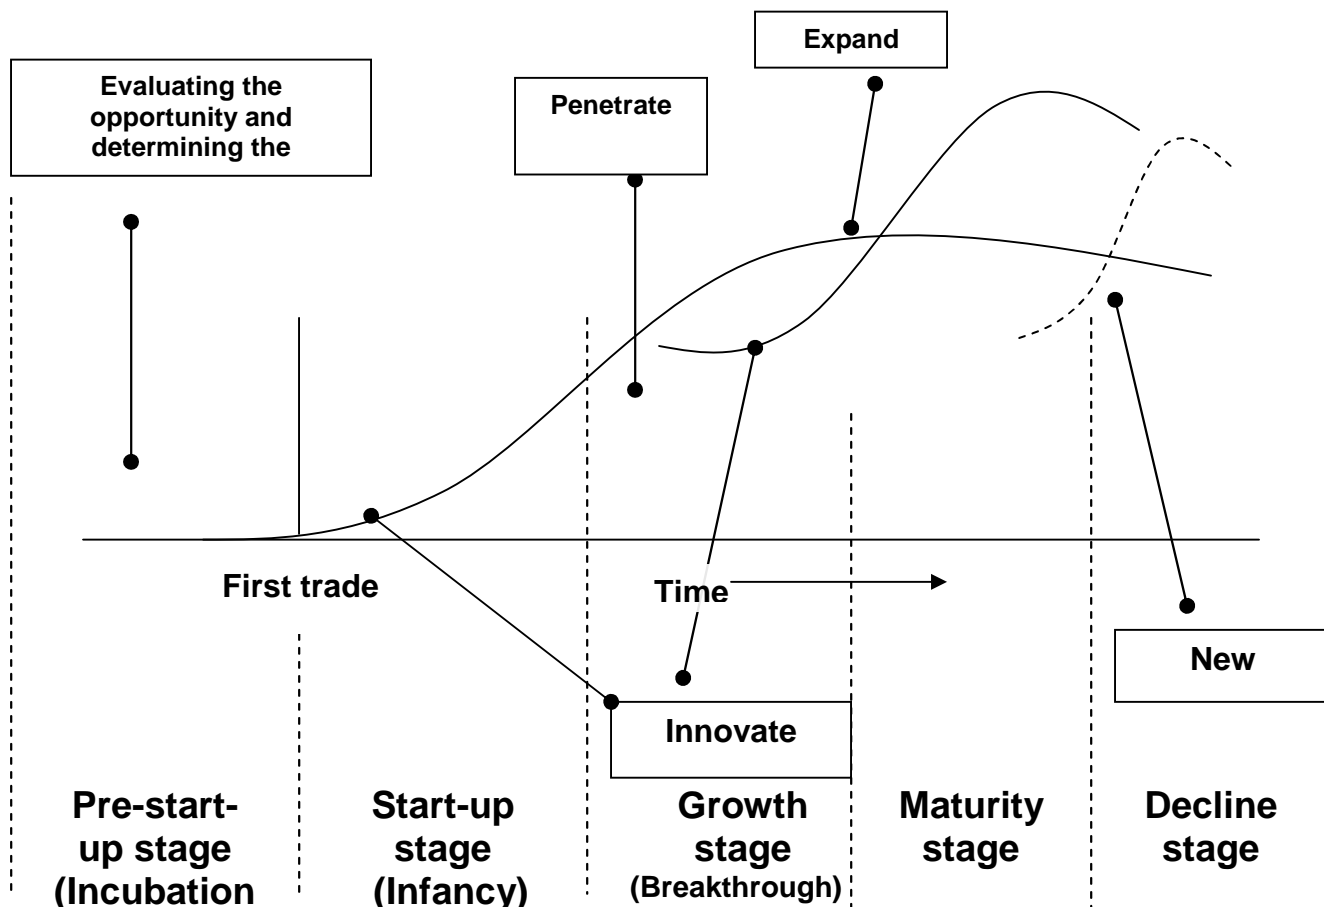 Expand
Evaluating the
opportunity and
determining the
Penetrate
First trade
Time
New
Innovate
Pre-start-
up stage
(Incubation
Start-up
stage
(Infancy)
Growth
stage
(Breakthrough)
Maturity
stage
Decline
stage